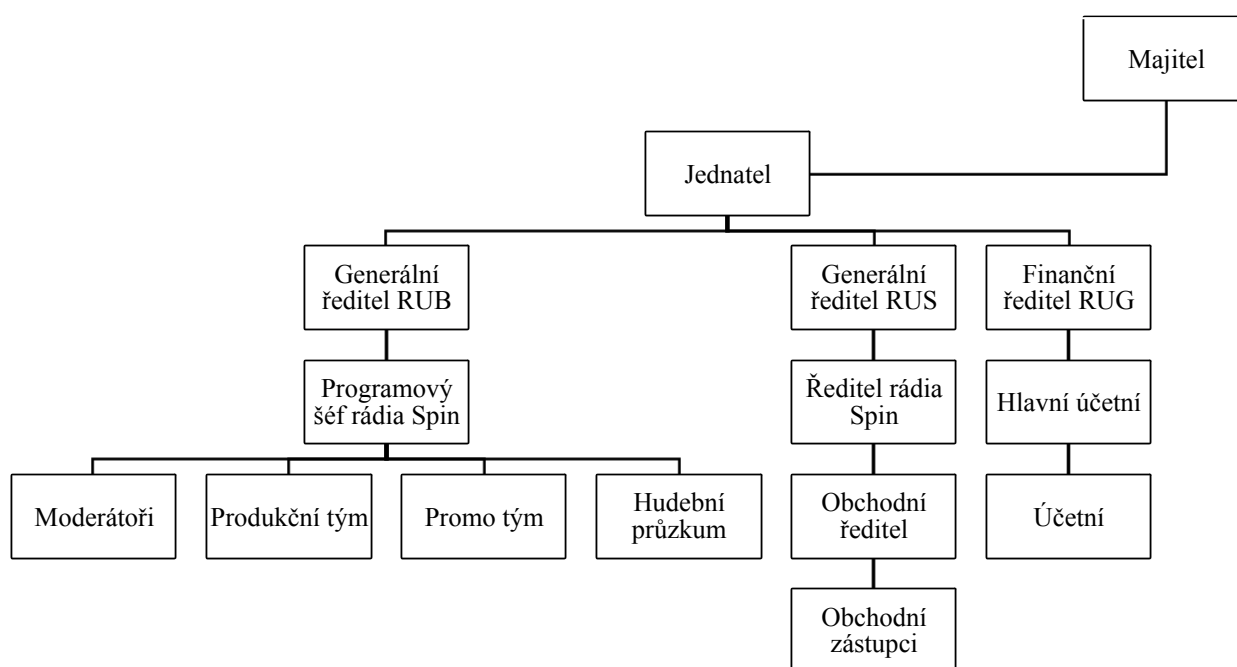 Majitel
Jednatel
Generální
ředitel RUB
Generální
ředitel RUS
Finanční
ředitel RUG
Programový
šéf rádia Spin
Ředitel rádia
Spin
Hlavní účetní
Moderátoři
Produkční tým
Promo tým
Hudební
průzkum
Obchodní
ředitel
Účetní
Obchodní
zástupci